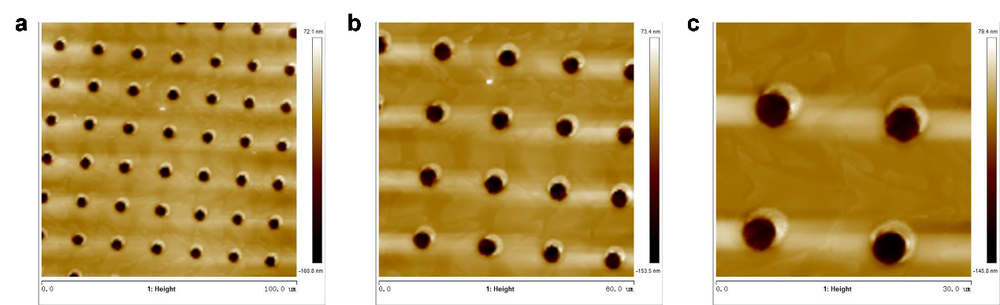 a
b
c
72.1 nm
-160.8 nm
0.0 1: Height 100.0 um
73.4 nm
-153.5 nm
0.0 1: Height 60.0 um
79.4 nm
-145.8 nm
0.0 1: Height 30.0 um